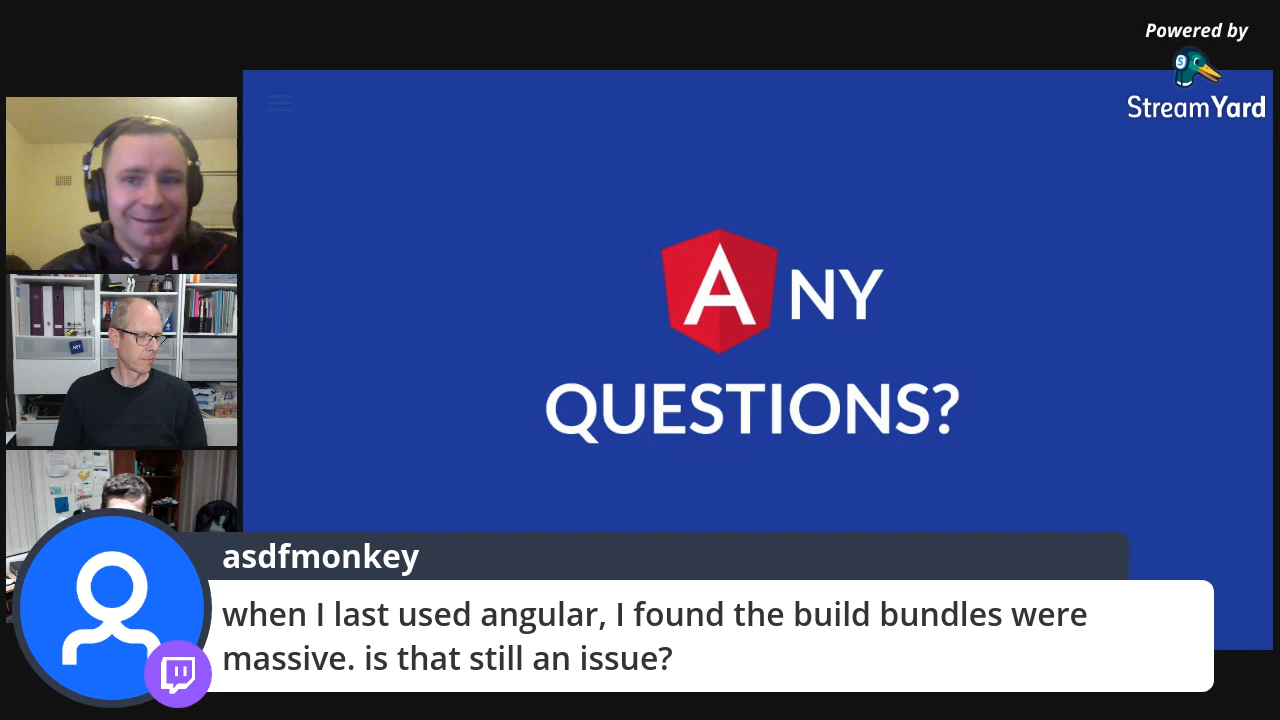 Powered by
StreamYard
ANY
QUESTIONS?
asdfmonkey
when I last used angular, I found the build bundles were
massive. is that still an issue?